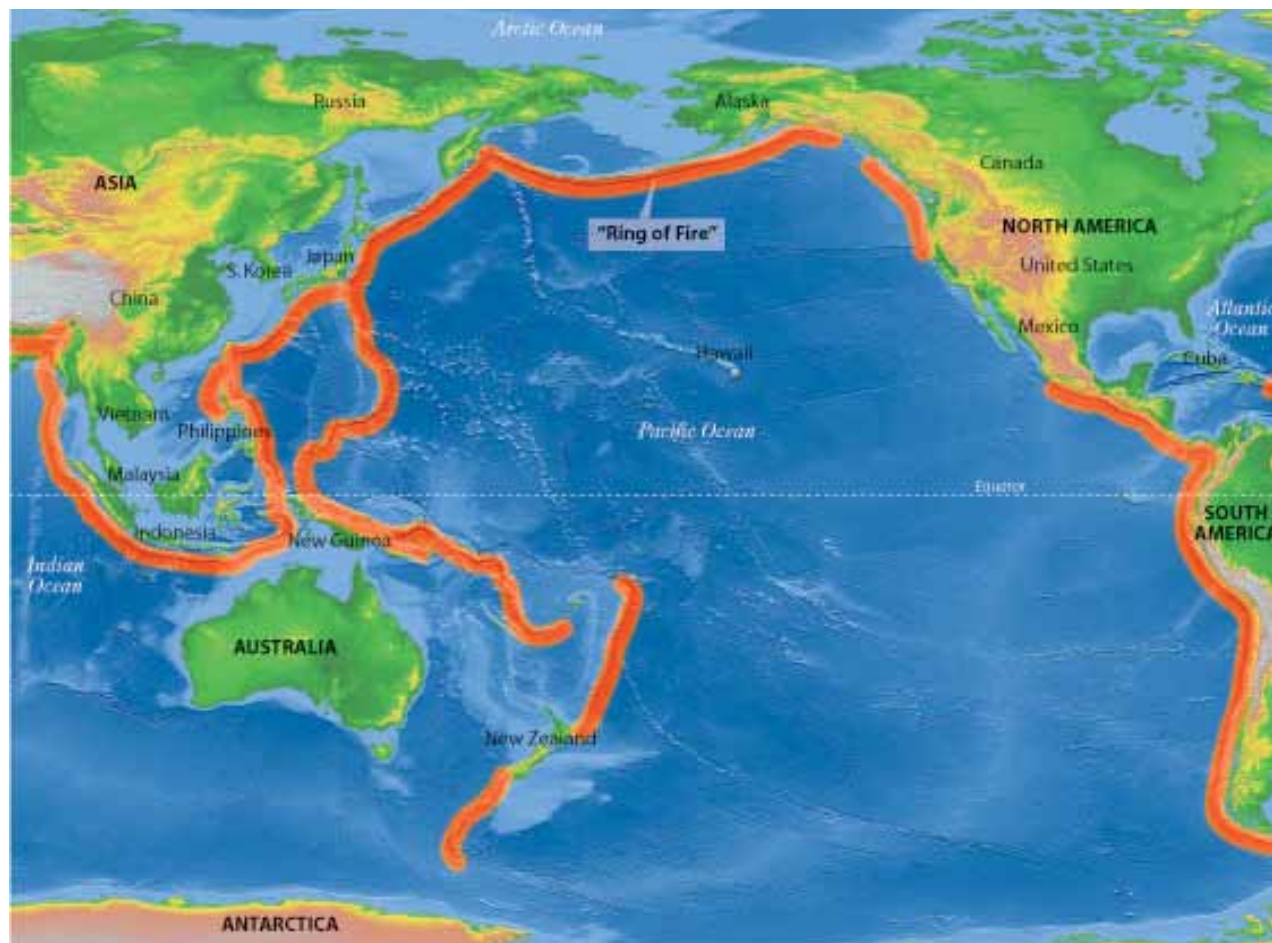 Arctic Ocean
Russia
Alaska
Canada
ASIA
NORTH AMERICA
"Ring of Fire"
Japan
S. Korea
United States
China
Atlantic
Ocean
Mexico
Hawaii
Cuba
Vietnam
Philippines
Pacific Ocean
Malaysia
Equator
SOUTH
AMERICA
Indonesia
New Guinea
Indian
Ocean
AUSTRALIA
New Zealand
ANTARCTICA